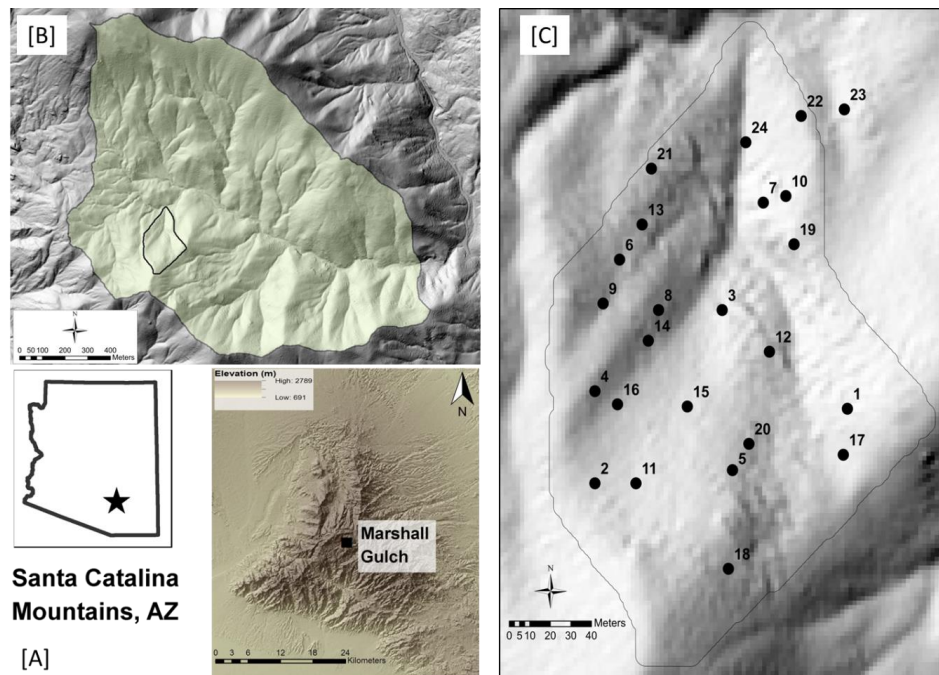 [B]
N
0 50 100 200 300 400
Meters
Santa Catalina
Mountains, AZ
[A]
Elevation (m)
High: 2789
Low: 691
N
Marshall
Gulch
0 3 6 12 18 24
Kilometers
[C]
23
22
24
21
10
7
13
19
6
9
8
3
14
12
4
16
15
1
20
17
5
2
11
18
N
Meters
0 5 10 20 30 40